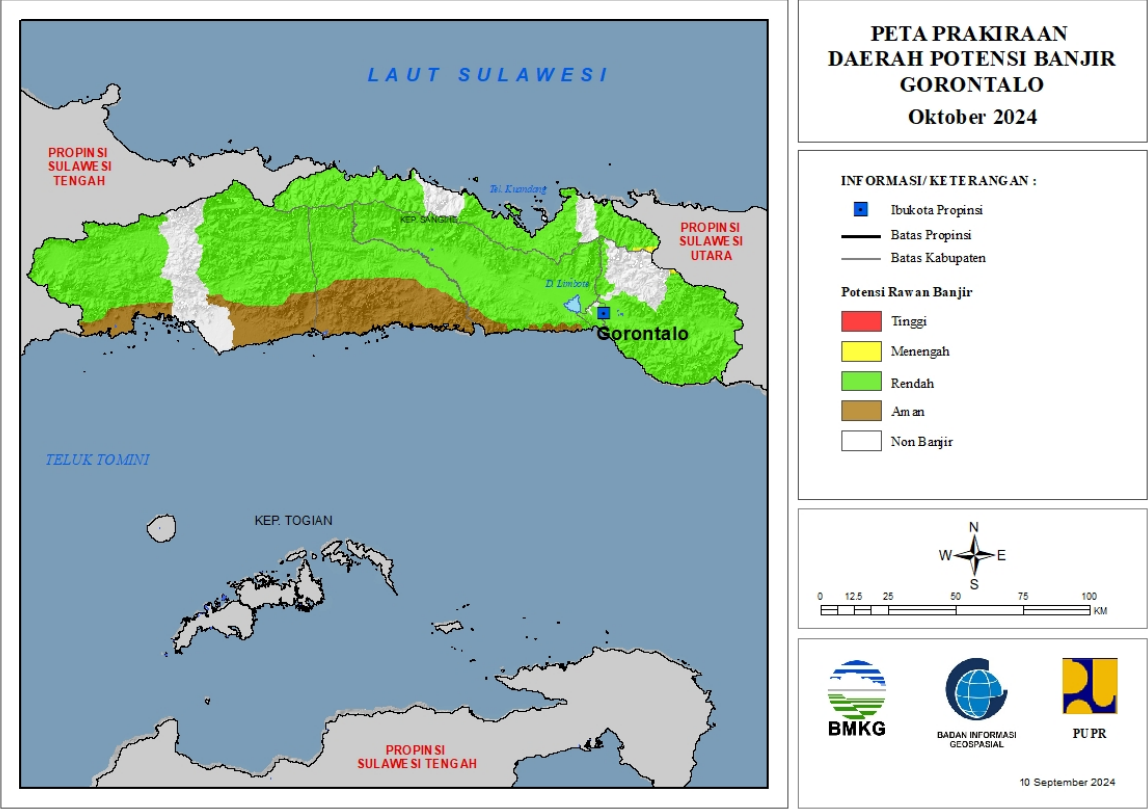 PETA PRAKIRAAN
DAERAH POTENSI BANJIR
GORONTALO
Oktober 2024
LAUT SULAWESI
PROPINSI
SULAWESI
TENGAH
Tel. Kuandang
KEP. SANGIHE
PROPINSI
SULAWESI
UTARA
D. Limboto
Gorontalo
TELUK TOMINI
KEP. TOGIAN
PROPINSI
SULAWESI TENGAH
INFORMASI/KETERANGAN :
Ibukota Propinsi
Batas Propinsi
Batas Kabupaten
Potensi Rawan Banjir
Tinggi
Menengah
Rendah
Aman
Non Banjir
N
W E
S
0 12.5 25 50 75 100
KM
BMKG
BADAN INFORMASI
GEOSPASIAL
PUPR
10 September 2024